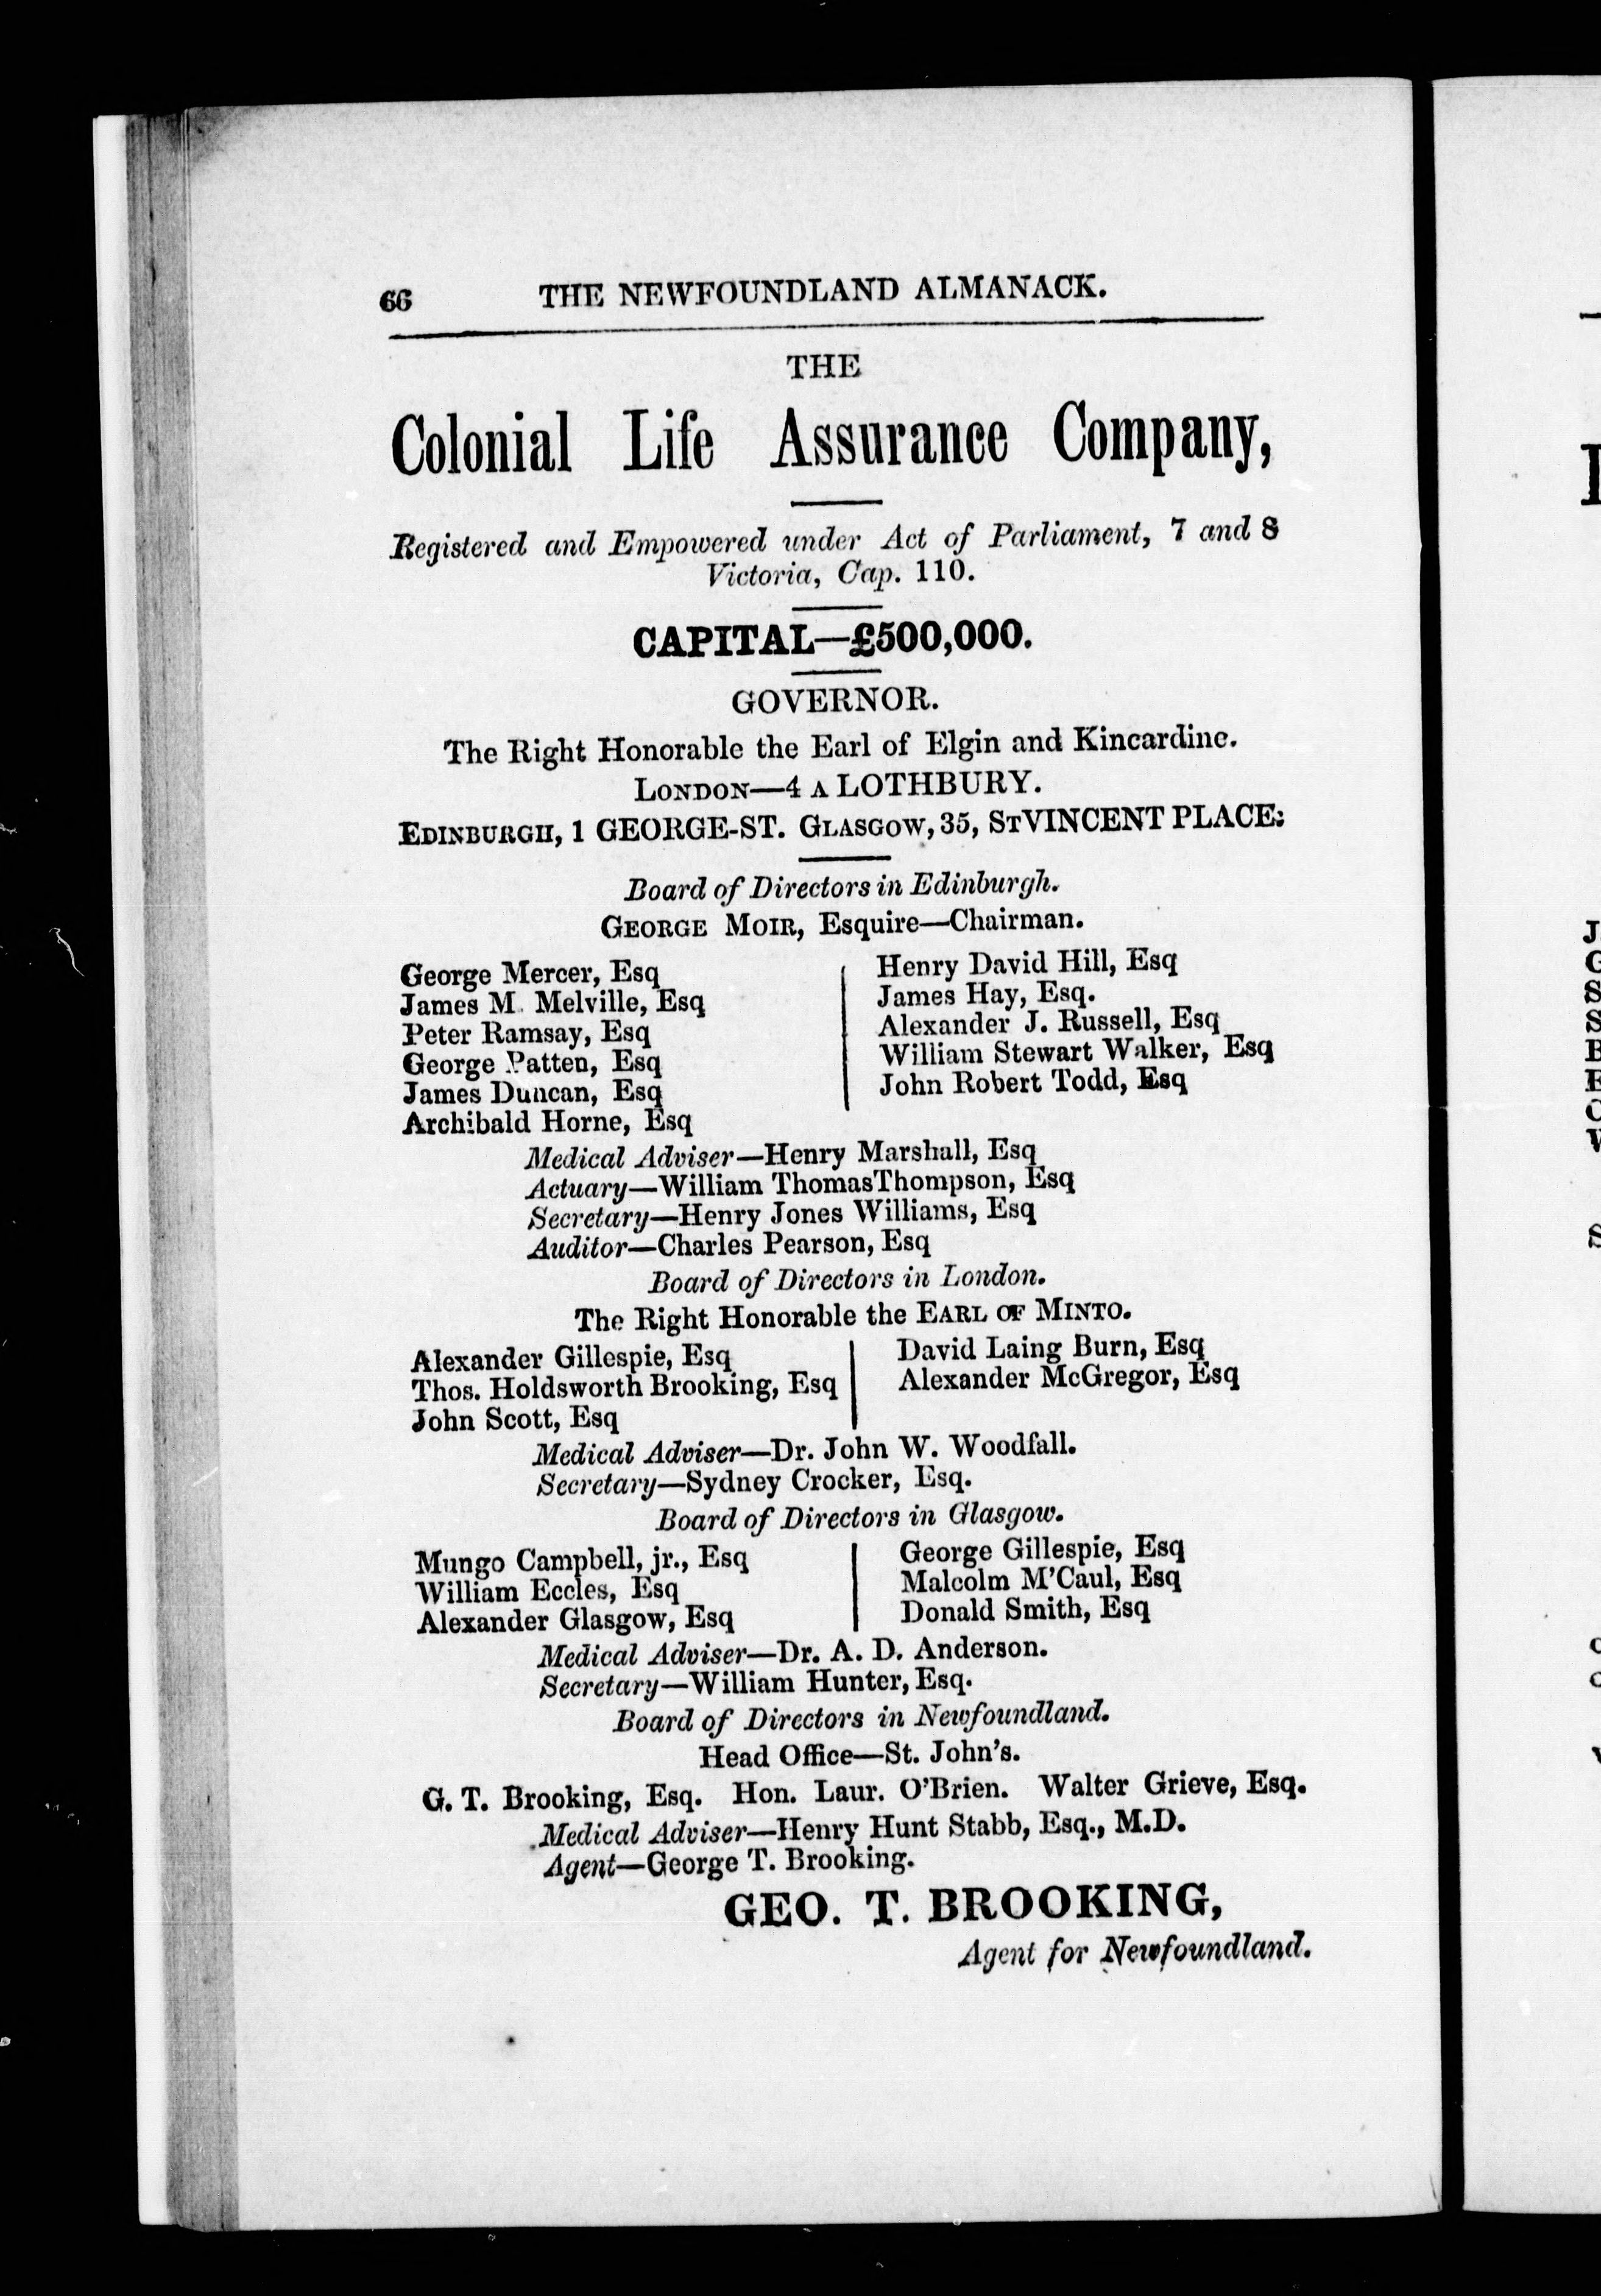 66 THE NEWFOUNDLAND ALMANACK.
THE
Colonial Life Assurance Company,
Registered and Empowered under Act of Parliament, 7 and 8
Victoria, Cap. 110.
CAPITAL—£500,000.
GOVERNOR.
The Right Honorable the Earl of Elgin and Kincardine.
LONDON—4 A LOTHBURY.
EDINBURGH, 1 GEORGE-ST. GLASGOW, 35, ST VINCENT PLACE:
Board of Directors in Edinburgh.
GEORGE MOIR, Esquire—Chairman.
George Mercer, Esq
James M. Melville, Esq
Peter Ramsay, Esq
George Patten, Esq
James Duncan, Esq
Archibald Horne, Esq
Henry David Hill, Esq
James Hay, Esq.
Alexander J. Russell, Esq
William Stewart Walker, Esq
John Robert Todd, Esq
Medical Adviser—Henry Marshall, Esq
Actuary—William ThomasThompson, Esq
Secretary—Henry Jones Williams, Esq
Auditor—Charles Pearson, Esq
Board of Directors in London.
The Right Honorable the EARL OF MINTO.
Alexander Gillespie, Esq
Thos. Holdsworth Brooking, Esq
John Scott, Esq
David Laing Burn, Esq
Alexander McGregor, Esq
Medical Adviser—Dr. John W. Woodfall.
Secretary—Sydney Crocker, Esq.
Board of Directors in Glasgow.
Mungo Campbell, jr., Esq
William Eccles, Esq
Alexander Glasgow, Esq
George Gillespie, Esq
Malcolm M'Caul, Esq
Donald Smith, Esq
Medical Adviser—Dr. A. D. Anderson.
Secretary—William Hunter, Esq.
Board of Directors in Newfoundland.
Head Office—St. John's.
G. T. Brooking, Esq. Hon. Laur. O'Brien. Walter Grieve, Esq.
Medical Adviser—Henry Hunt Stabb, Esq., M.D.
Agent—George T. Brooking.
GEO. T. BROOKING,
Agent for Newfoundland.